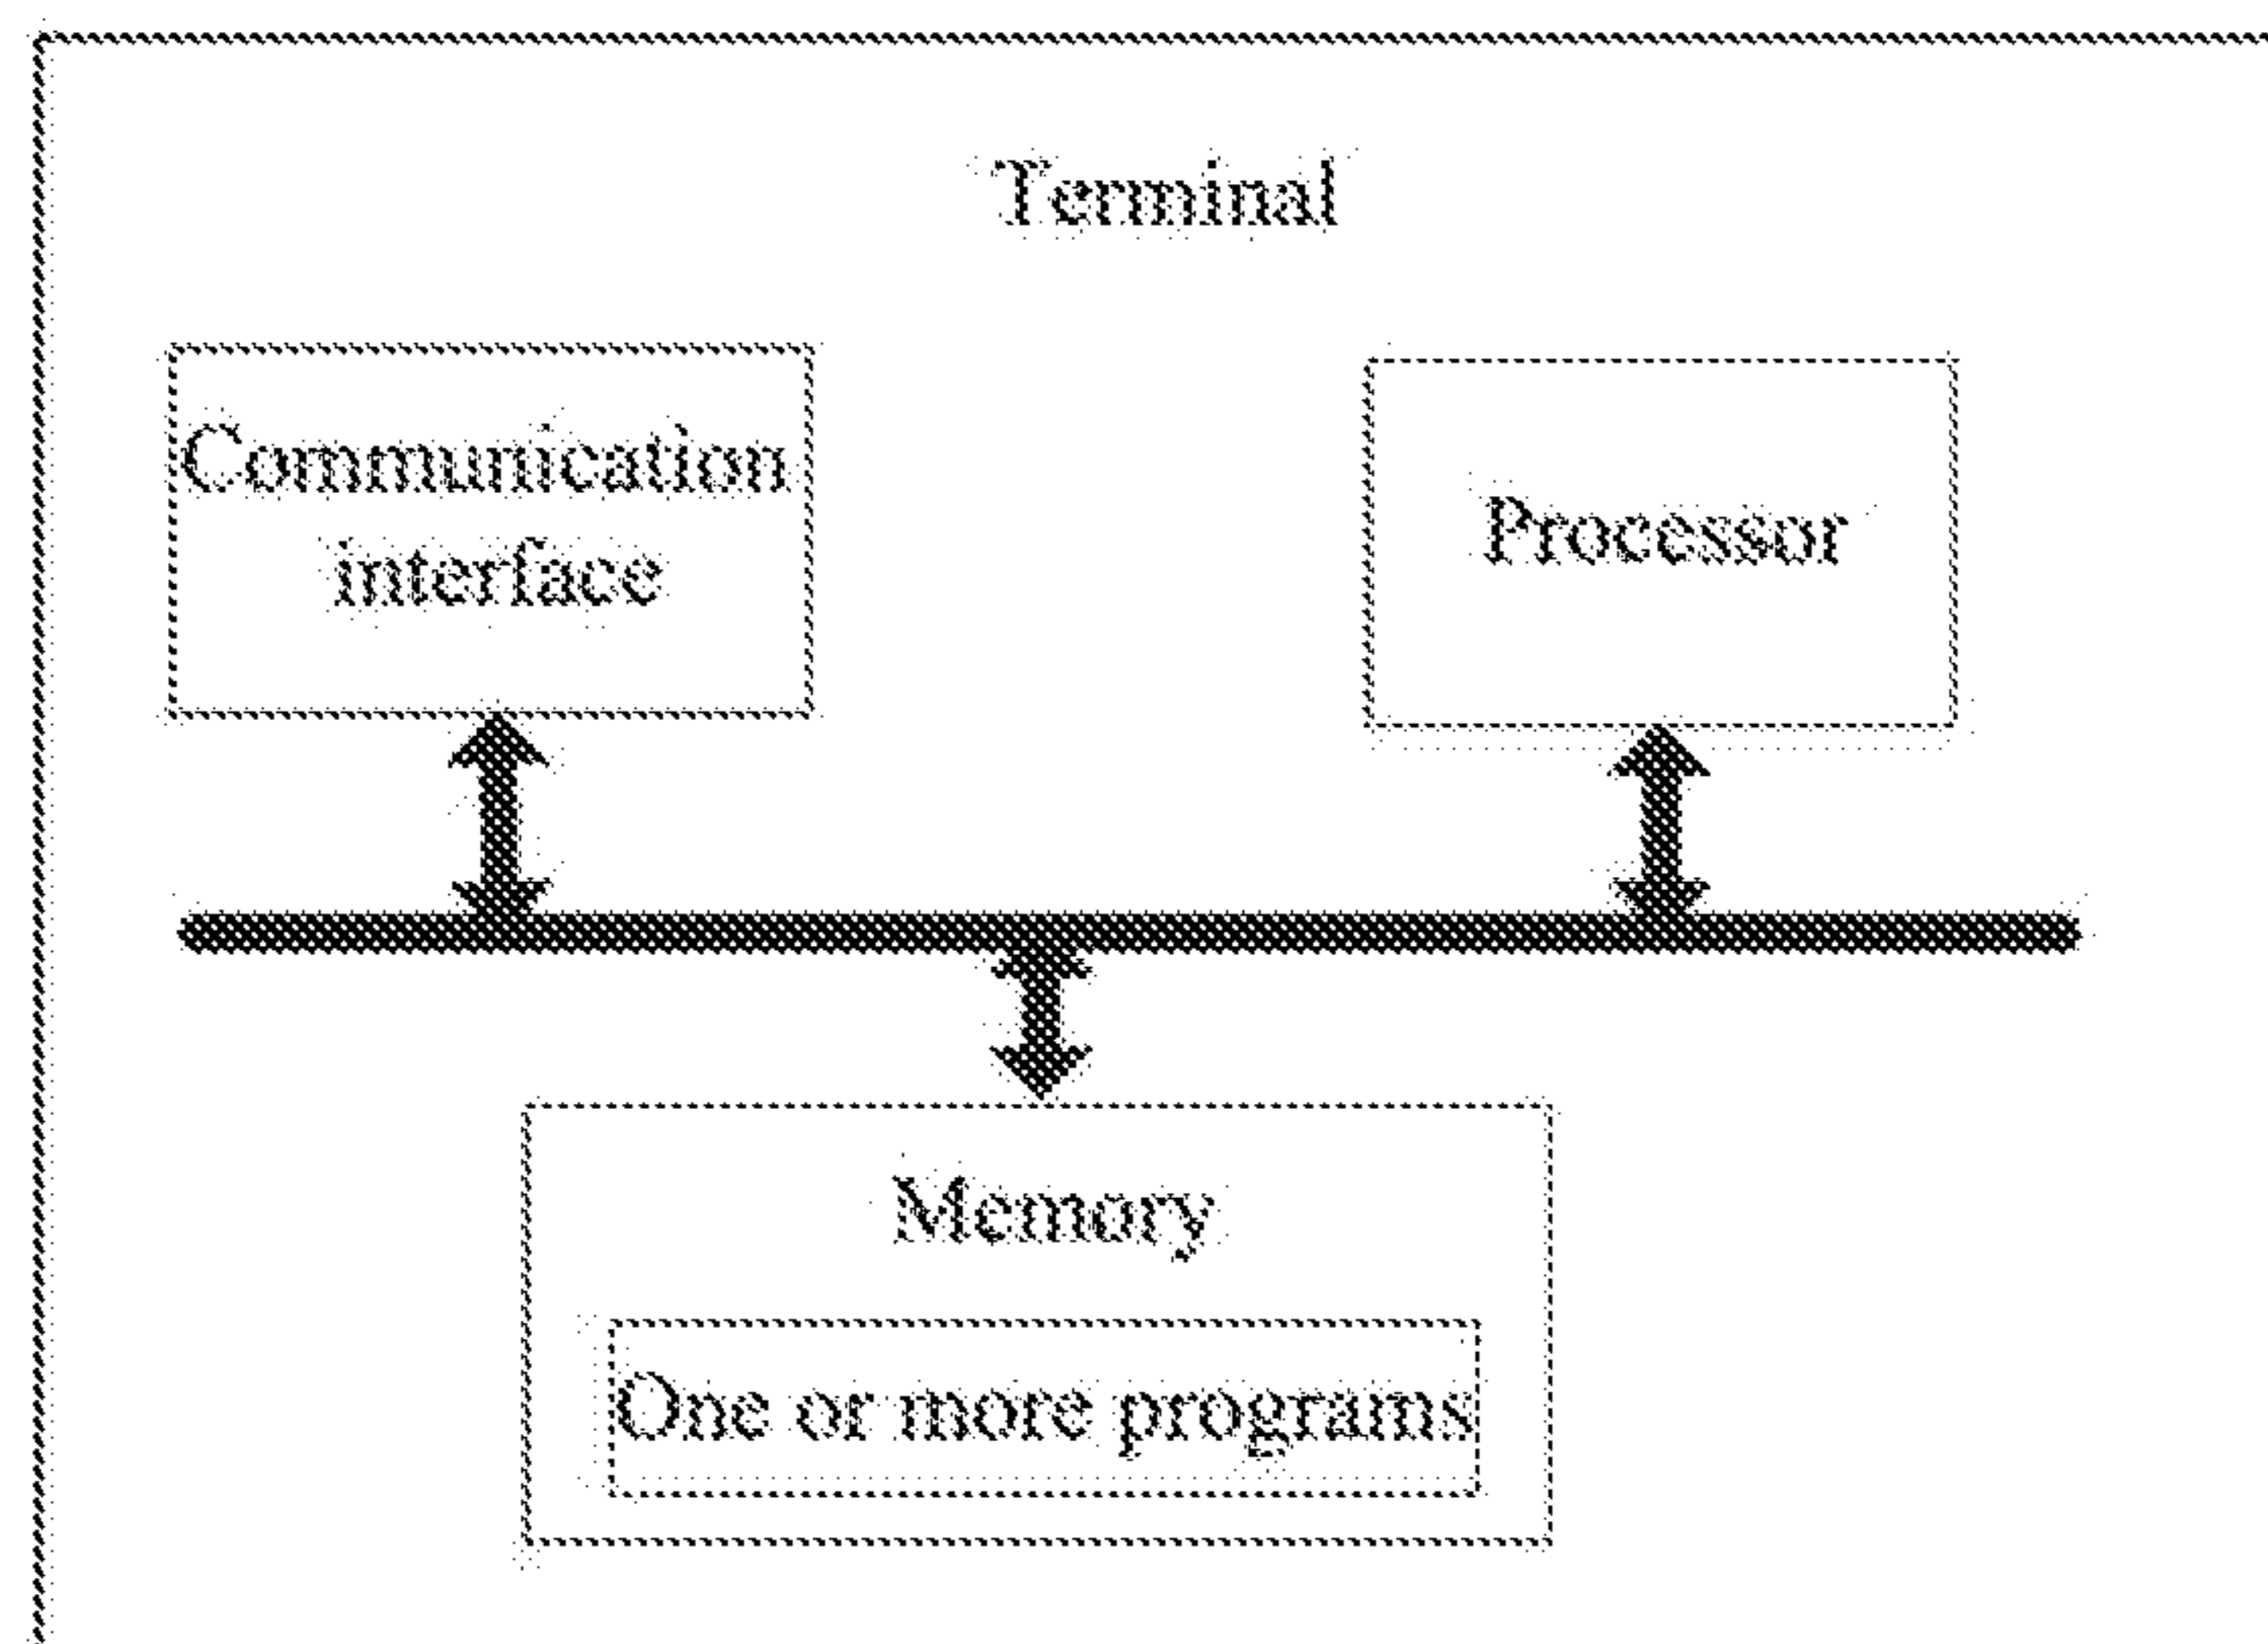 Terminal
Communication
interface
Processor
Memory
One or more programs